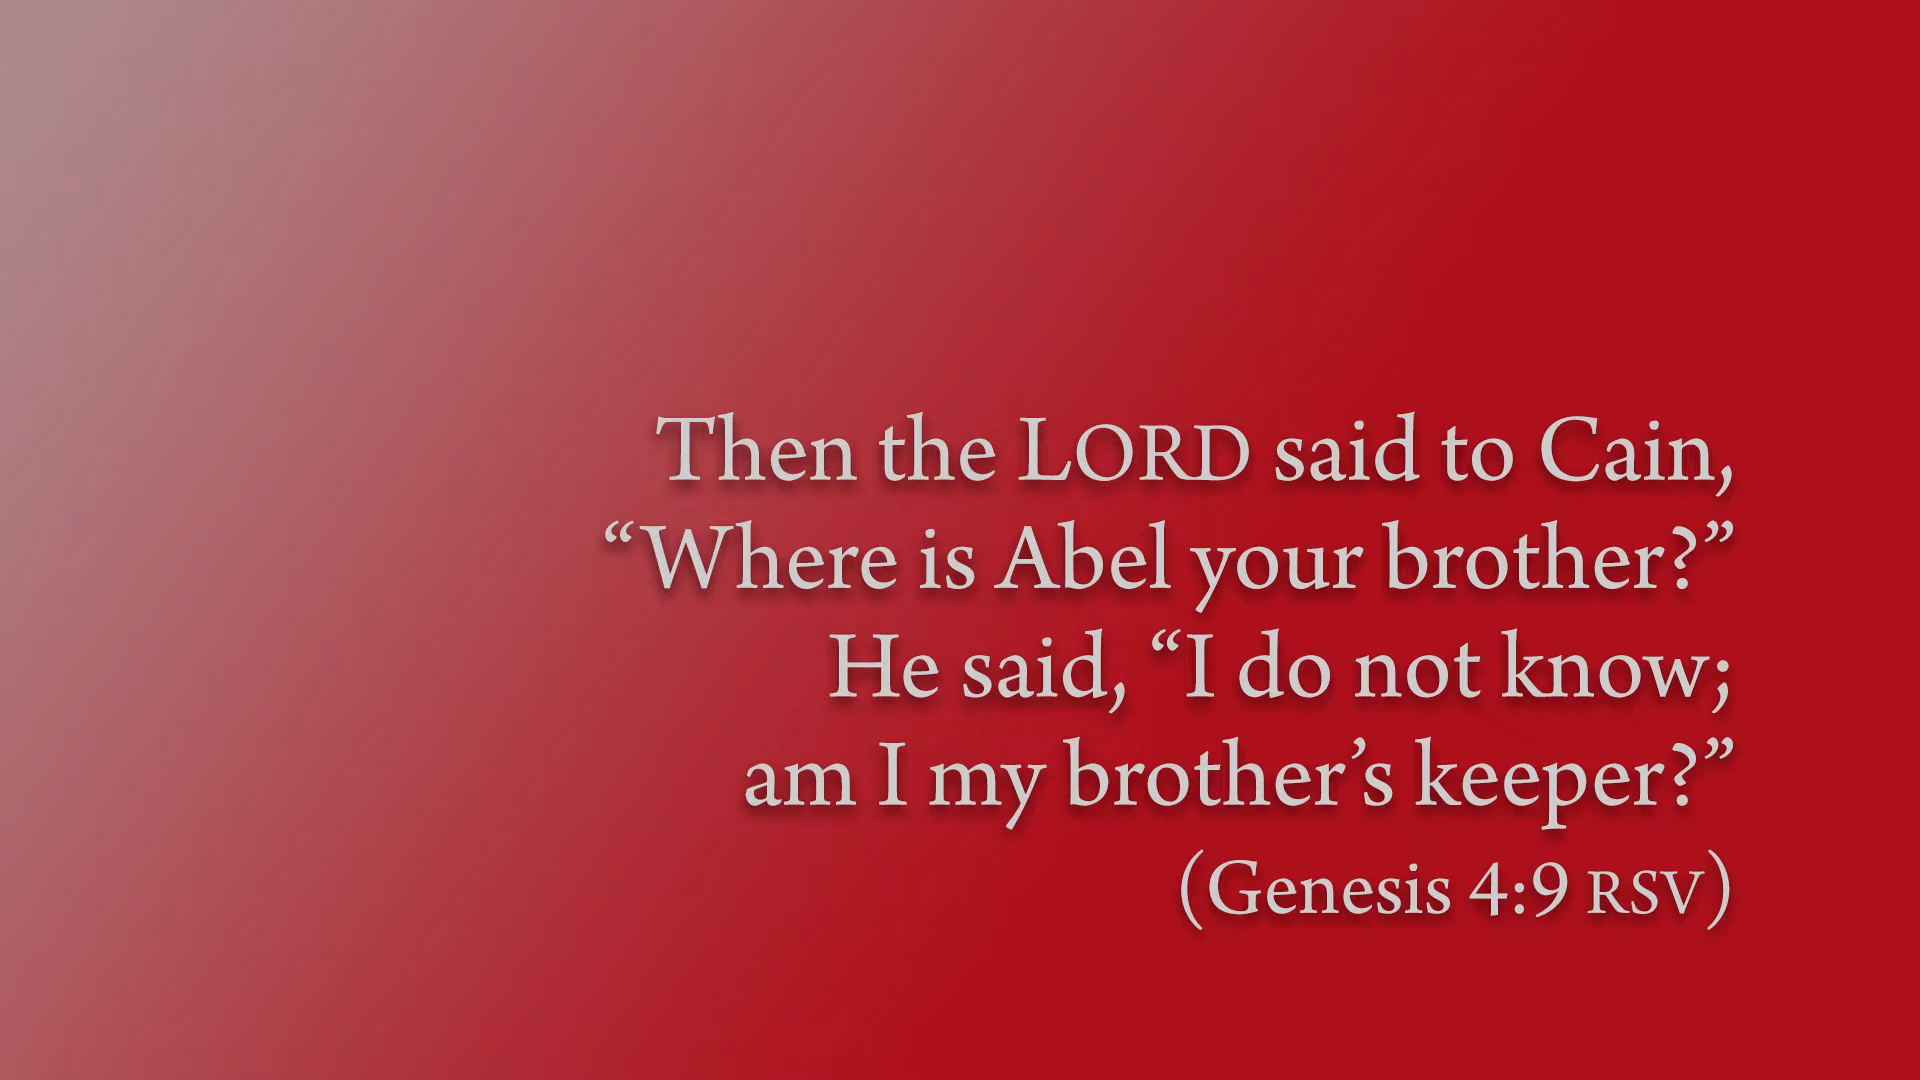 Then the LORD said to Cain,
“Where is Abel your brother?”
He said, “I do not know;
am I my brother’s keeper?”
(Genesis 4:9 RSV)